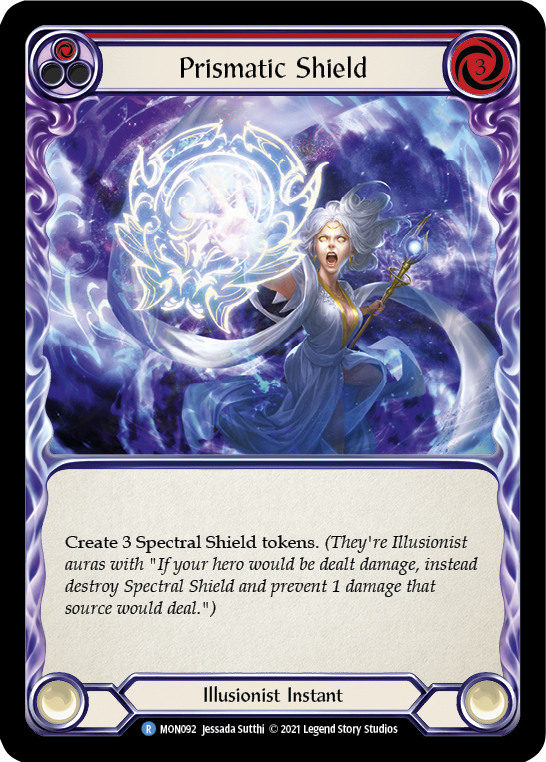 Prismatic Shield
3
Create 3 Spectral Shield tokens. (They're Illusionist
auras with "If your hero would be dealt damage, instead
destroy Spectral Shield and prevent 1 damage that
source would deal.")
Illusionist Instant
R MON092 Jessada Sutthi © 2021 Legend Story Studios